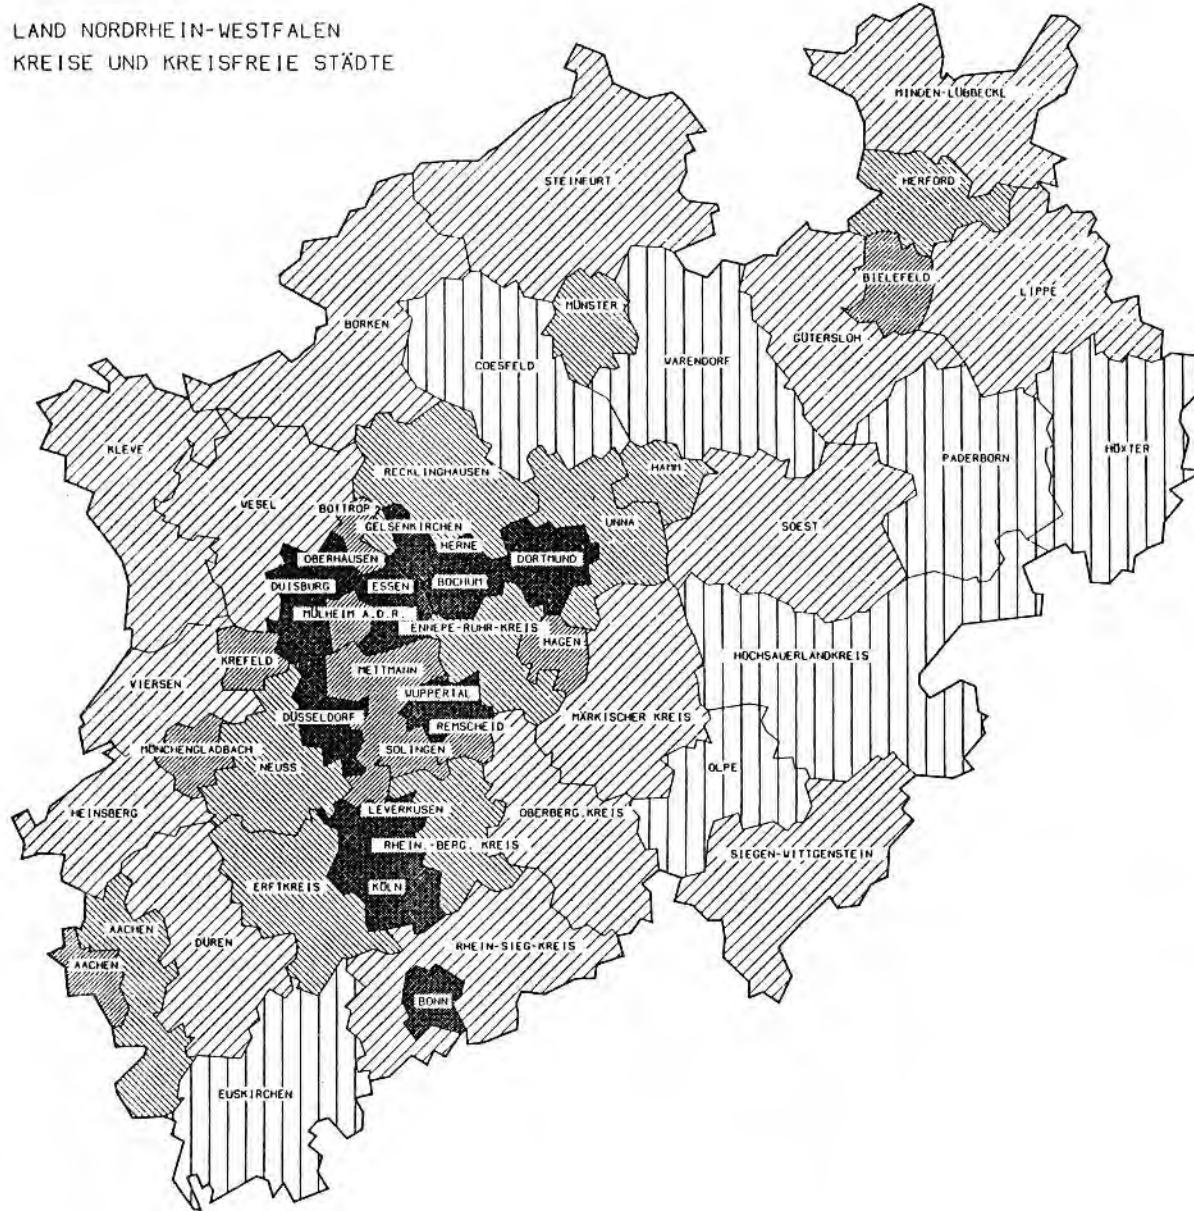 LAND NORDRHEIN-WESTFALEN
KREISE UND KREISFREIE STÄDTE
MINDEN-LÜBBECKE
STEINFURT
HERFORD
BIELEFELD
LIPPE
MÜNSTER
BORKEN
GÜTERSLOH
COESFELD
WARENDORF
KLEVE
HÖXTER
PADERBORN
RECKLINGHAUSEN
HAMM
WESEL
BOTTROP
GELSENKIRCHEN
UNNA
SOEST
HERNE
OBERHAUSEN
DORTMUND
DUISBURG
ESSEN
BOCHUM
MÜLHEIM A.D.R.
ENNEPE-RUHR-KREIS
HAGEN
HOCHSAUERLANDKREIS
KREFELD
METTMANN
VIERSEN
WUPPERTAL
DÜSSELDORF
MÄRKISCHER KREIS
REMSCHEID
MÖNCHENGLADBACH
SOLINGEN
NEUSS
OLPE
HEINSBERG
LEVERKUSEN
OBERBERG.KREIS
RHEIN.-BERG. KREIS
SIEGEN-WITTGENSTEIN
ERFTKREIS
KÖLN
AACHEN
DÜREN
RHEIN-SIEG-KREIS
AACHEN
BONN
EUSKIRCHEN